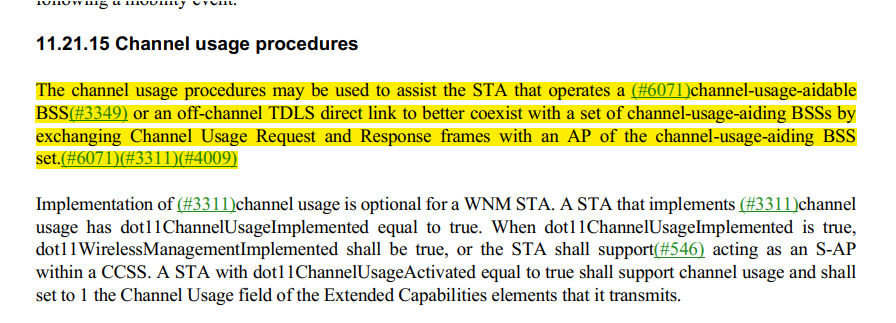 following a mobility event.
11.21.15 Channel usage procedures
The channel usage procedures may be used to assist the STA that operates a (#6071)channel-usage-aidable
BSS(#3349) or an off-channel TDLS direct link to better coexist with a set of channel-usage-aiding BSSs by
exchanging Channel Usage Request and Response frames with an AP of the channel-usage-aiding BSS
set.(#6071)(#3311)(#4009)
Implementation of (#3311)channel usage is optional for a WNM STA. A STA that implements (#3311)channel
usage has dot11ChannelUsageImplemented equal to true. When dot11ChannelUsageImplemented is true,
dot11WirelessManagementImplemented shall be true, or the STA shall support(#546) acting as an S-AP
within a CCSS. A STA with dot11ChannelUsageActivated equal to true shall support channel usage and shall
set to 1 the Channel Usage field of the Extended Capabilities elements that it transmits.